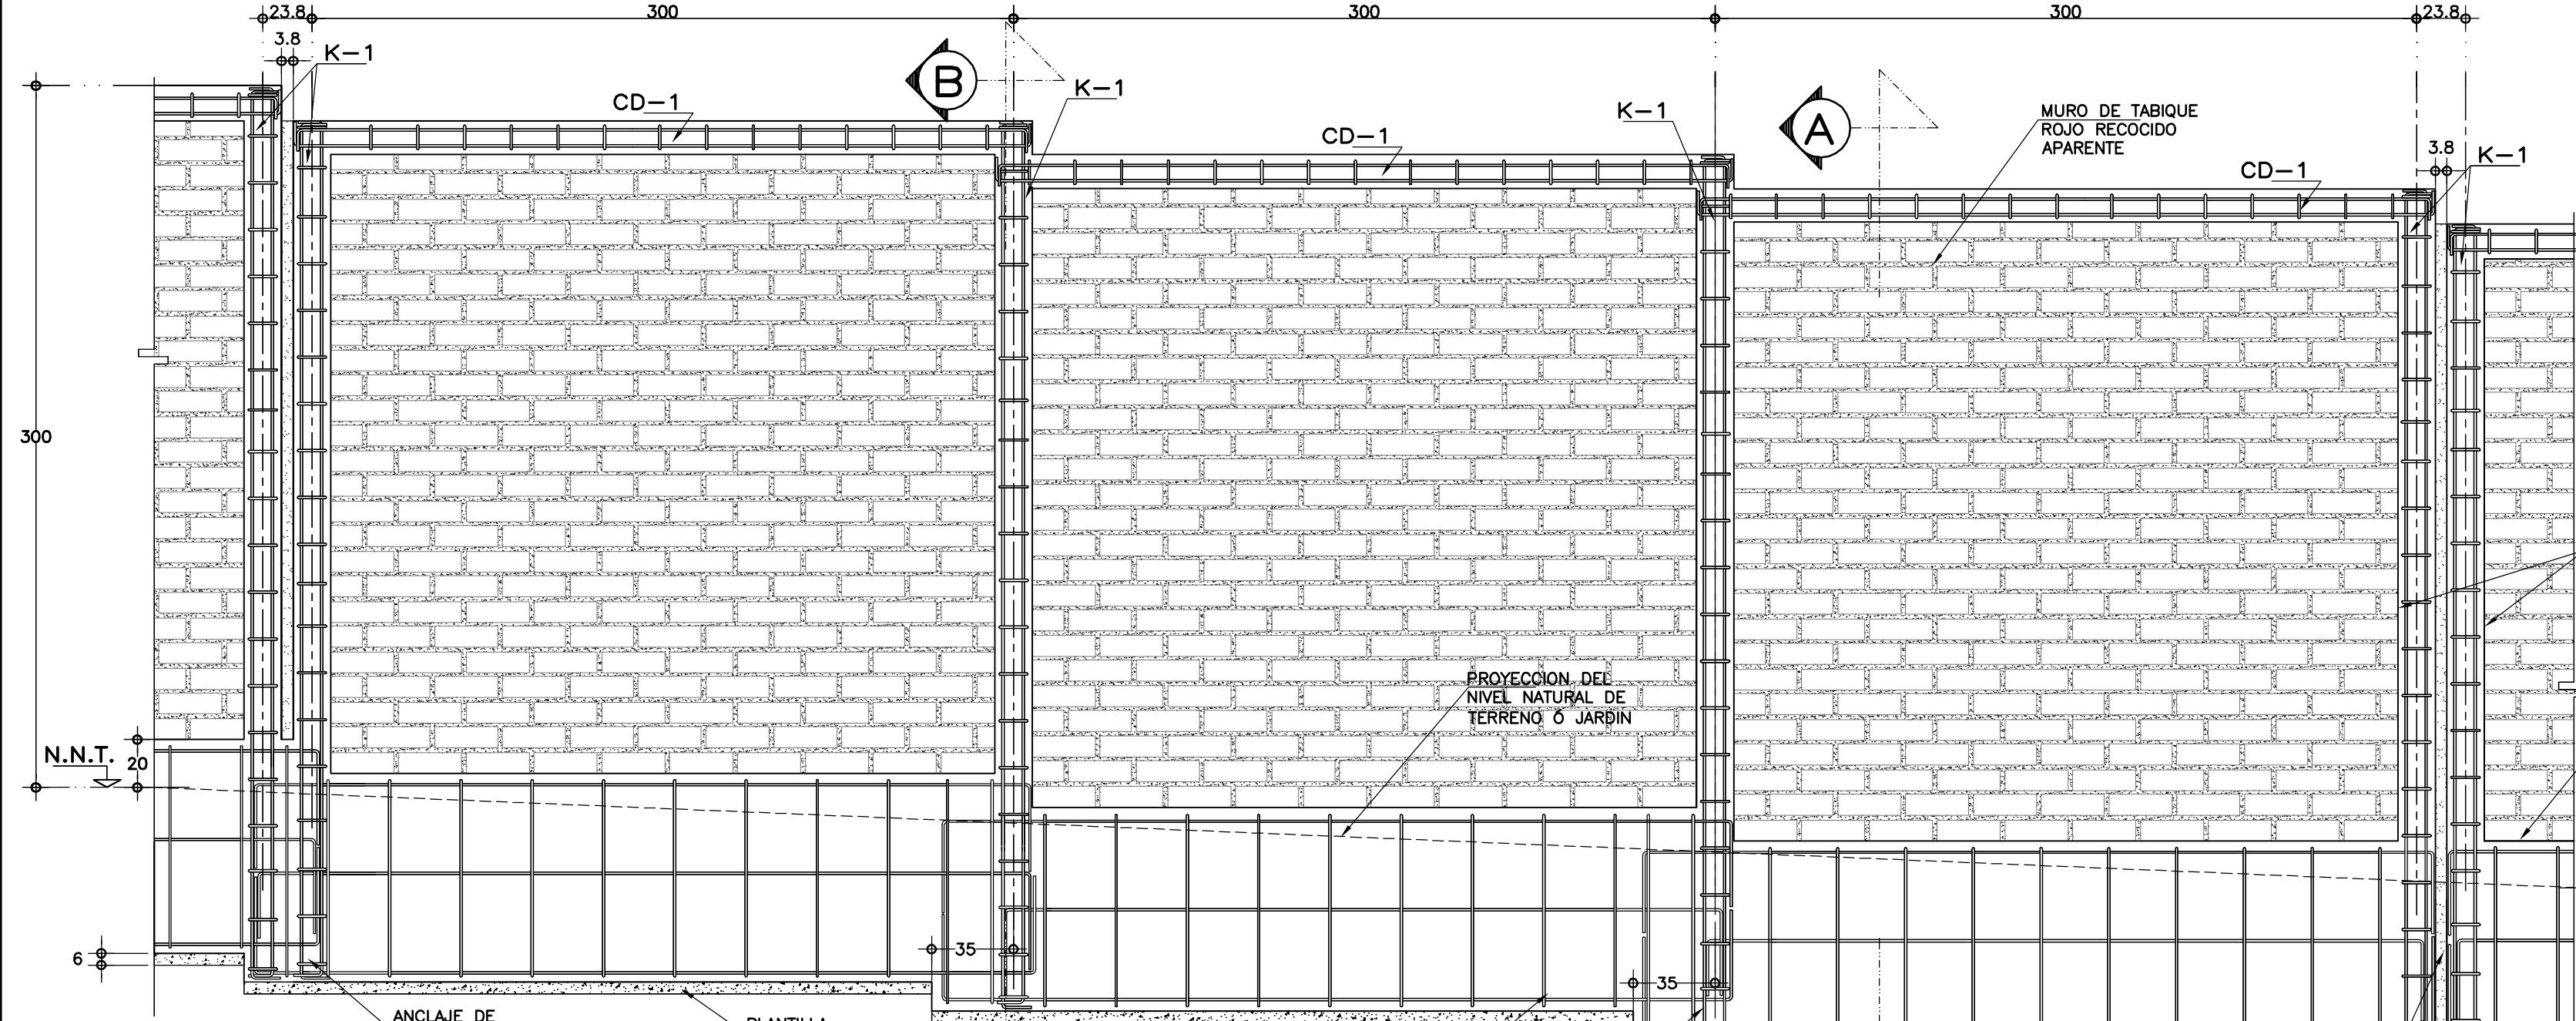 23.8
300
300
300
23.8
3.8
K-1
B
K-1
CD-1
K-1
CD-1
A
MURO DE TABIQUE
ROJO RECOCIDO
APARENTE
3.8
K-1
CD-1
300
PROYECCION DEL
NIVEL NATURAL DE
TERRENO Ó JARDIN
N.N.T.
20
35
6
35
ANCLAJE DE
PLANTILLA